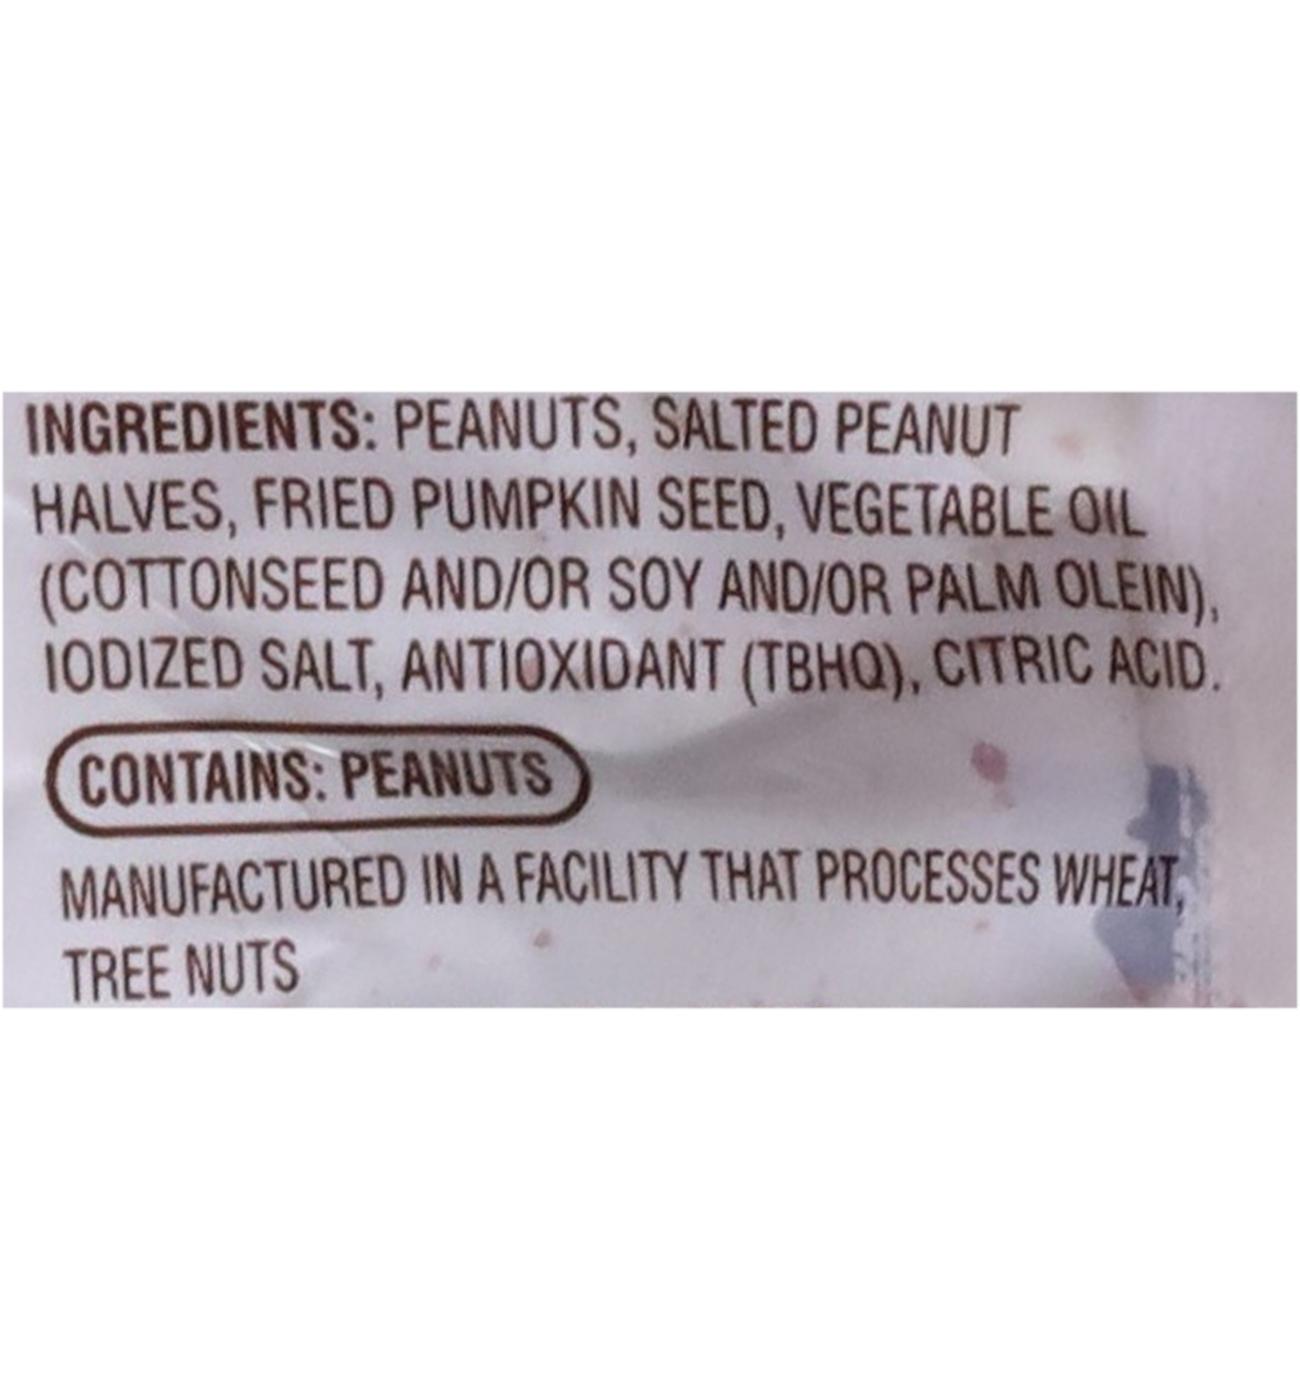 INGREDIENTS: PEANUTS, SALTED PEANUT
HALVES, FRIED PUMPKIN SEED, VEGETABLE OIL
(COTTONSEED AND/OR SOY AND/OR PALM OLEIN),
IODIZED SALT, ANTIOXIDANT (TBHQ), CITRIC ACID.
CONTAINS: PEANUTS
MANUFACTURED IN A FACILITY THAT PROCESSES WHEAT,
TREE NUTS